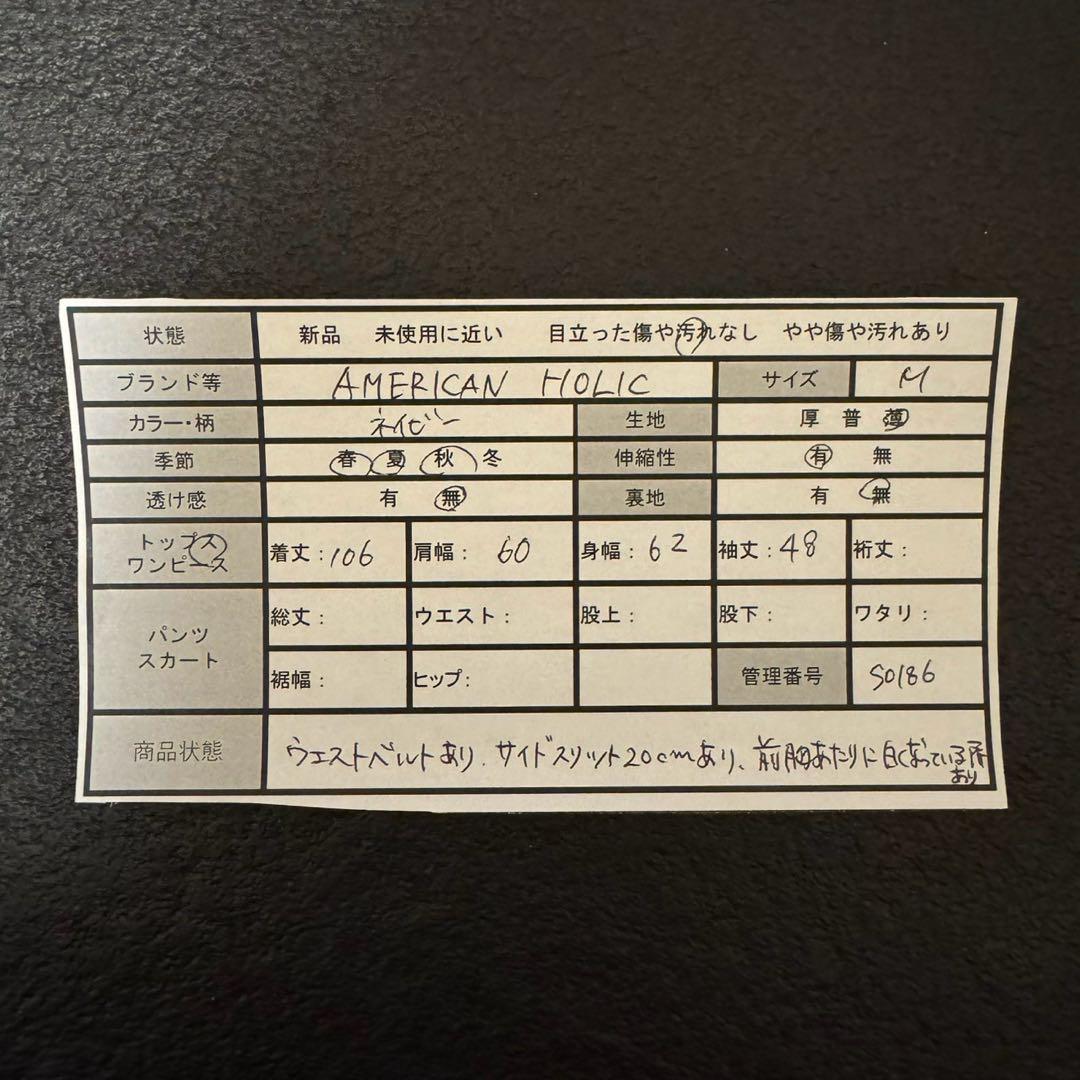 状態 新品 未使用に近い 目立った傷や汚れなし やや傷や汚れあり
ブランド等 AMERICAN HOLIC サイズ M
カラー・柄 ネイビー 生地 厚 普 薄
季節 春 夏 秋 冬 伸縮性 有 無
透け感 有 無 裏地 有 無
トップス
ワンピース
着丈:106 肩幅:60 身幅:62 袖丈:48 裄丈:
パンツ
スカート
総丈: ウエスト: 股上: 股下: ワタリ:
裾幅: ヒップ: 管理番号 S0186
商品状態 ウエストベルトあり、サイドスリット20cmあり、前胸あたりに白くなっている所
あり